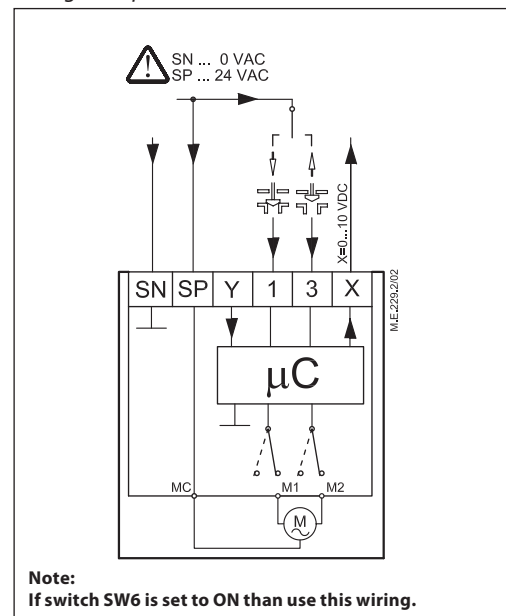 SN ... 0 VAC
SP ... 24 VAC
X=0...10 VDC
SN SP Y 1 3 X
M.E.229.2/02
µC
MC M1 M2
M
Note:
If switch SW6 is set to ON than use this wiring.